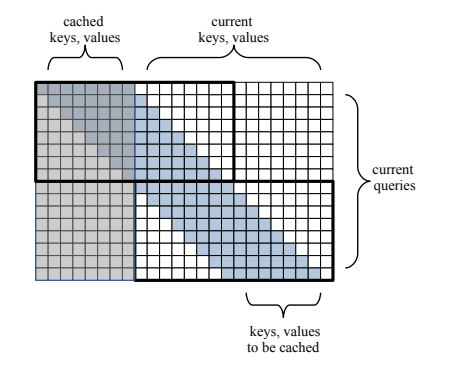 cached
keys, values
current
keys, values
current
queries
keys, values
to be cached